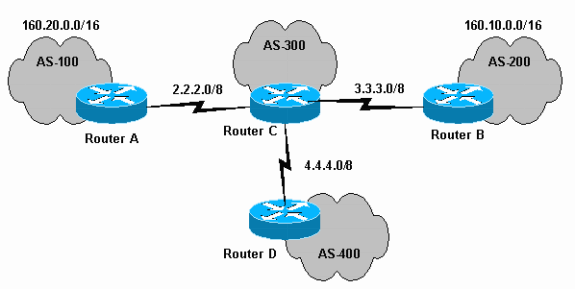 160.20.0.0/16
160.10.0.0/16
AS-300
AS-100
AS-200
2.2.2.0/8
3.3.3.0/8
Router A
Router C
Router B
4.4.4.0/8
Router D
AS-400